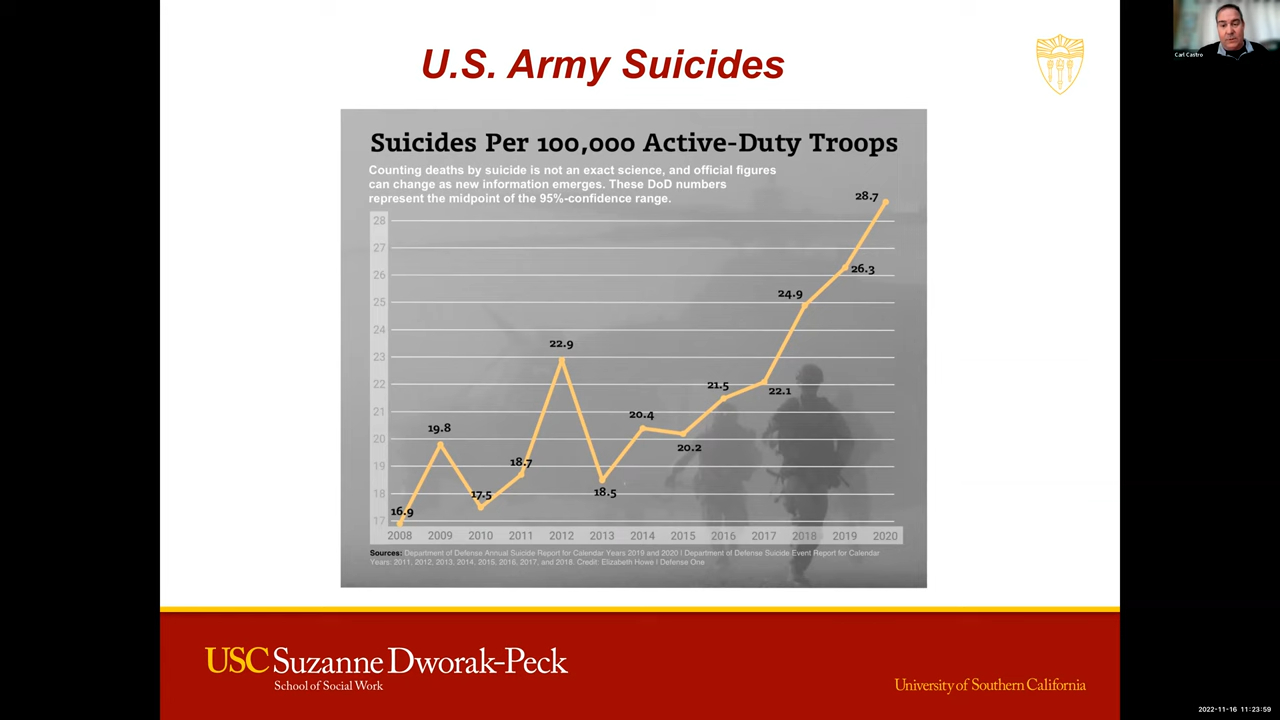 U.S. Army Suicides
Carl Castro
Suicides Per 100,000 Active-Duty Troops
Counting deaths by suicide is not an exact science, and official figures
can change as new information emerges. These DoD numbers
represent the midpoint of the 95%-confidence range.
28
27
26
25
24
23
22
21
20
19
18
17
16.9
19.8
17.5
18.7
22.9
18.5
20.4
20.2
21.5
22.1
24.9
26.3
28.7
2008 2009 2010 2011 2012 2013 2014 2015 2016 2017 2018 2019 2020
Sources: Department of Defense Annual Suicide Report for Calendar Years 2019 and 2020 | Department of Defense Suicide Event Report for Calendar
Years: 2011, 2012, 2013, 2014, 2015, 2016, 2017, and 2018. Credit: Elizabeth Howe | Defense One
USC Suzanne Dworak-Peck
School of Social Work
University of Southern California
2022-11-16 11:23:59